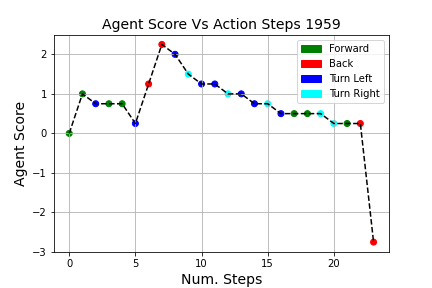 Agent Score Vs Action Steps 1959
Forward
Back
Turn Left
Turn Right
Agent Score
2
1
0
−1
−2
−3
0 5 10 15 20
Num. Steps